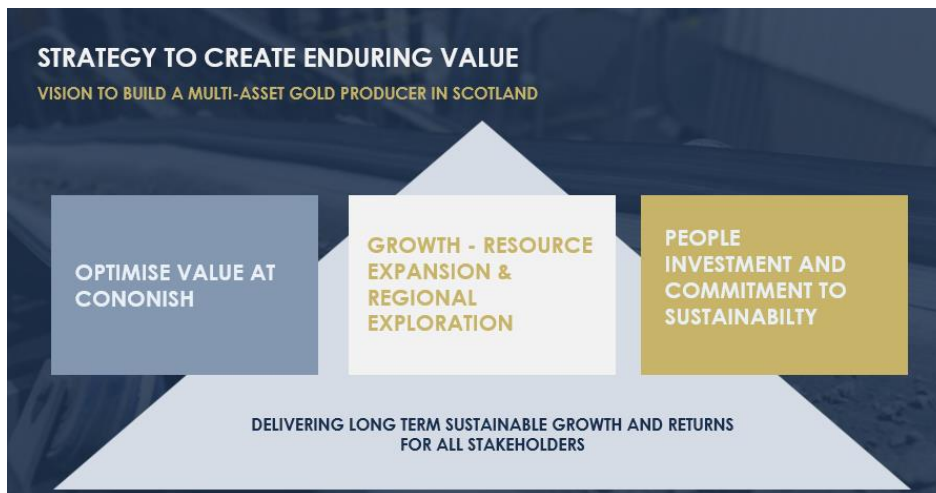 STRATEGY TO CREATE ENDURING VALUE
VISION TO BUILD A MULTI-ASSET GOLD PRODUCER IN SCOTLAND
OPTIMISE VALUE AT
CONONISH
GROWTH - RESOURCE
EXPANSION &
REGIONAL
EXPLORATION
PEOPLE
INVESTMENT AND
COMMITMENT TO
SUSTAINABILTY
DELIVERING LONG TERM SUSTAINABLE GROWTH AND RETURNS
FOR ALL STAKEHOLDERS